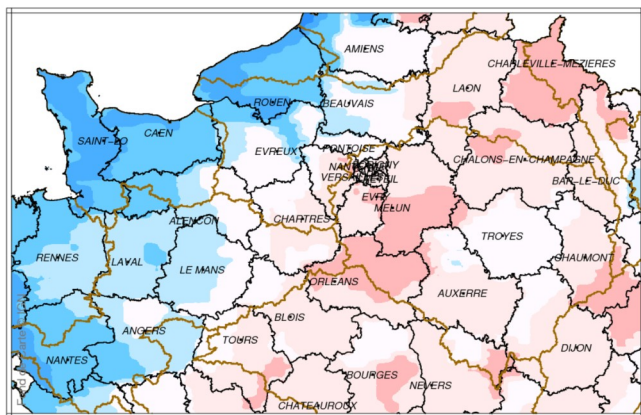 AMIENS
CHARLEVILLE-MEZIERES
LAON
ROUEN
BEAUVAIS
SAINT-LO
CAEN
EVREUX
PONTOISE
CHALONS-EN-CHAMPAGNE
BAR-LE-DUC
EVRY
MELUN
ALENCON
CHARTRES
TROYES
RENNES
LAVAL
LE MANS
CHAUMONT
ORLEANS
AUXERRE
BLOIS
ANGERS
TOURS
DIJON
NANTES
BOURGES
NEVERS
CHATEAUROUX